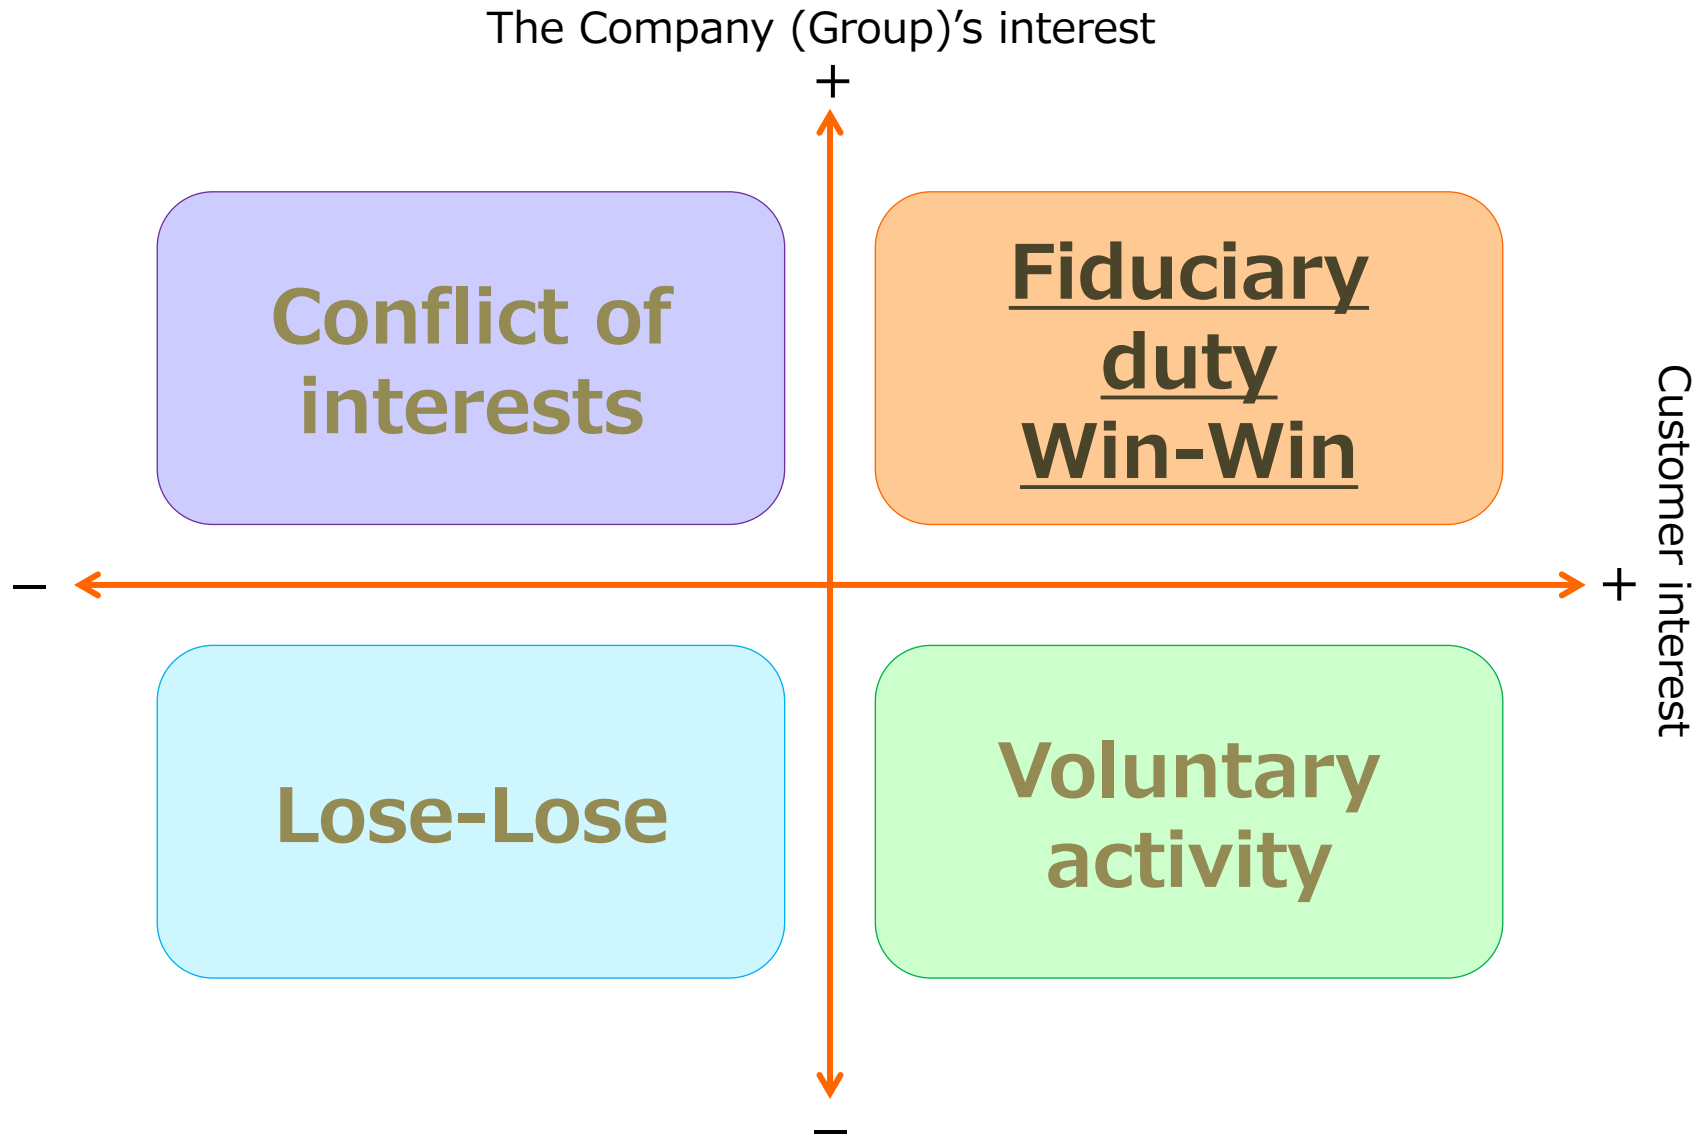 The Company (Group)’s interest
+
Conflict of
interests
Fiduciary
duty
Win-Win
−
+
Customer interest
Lose-Lose
Voluntary
activity
−